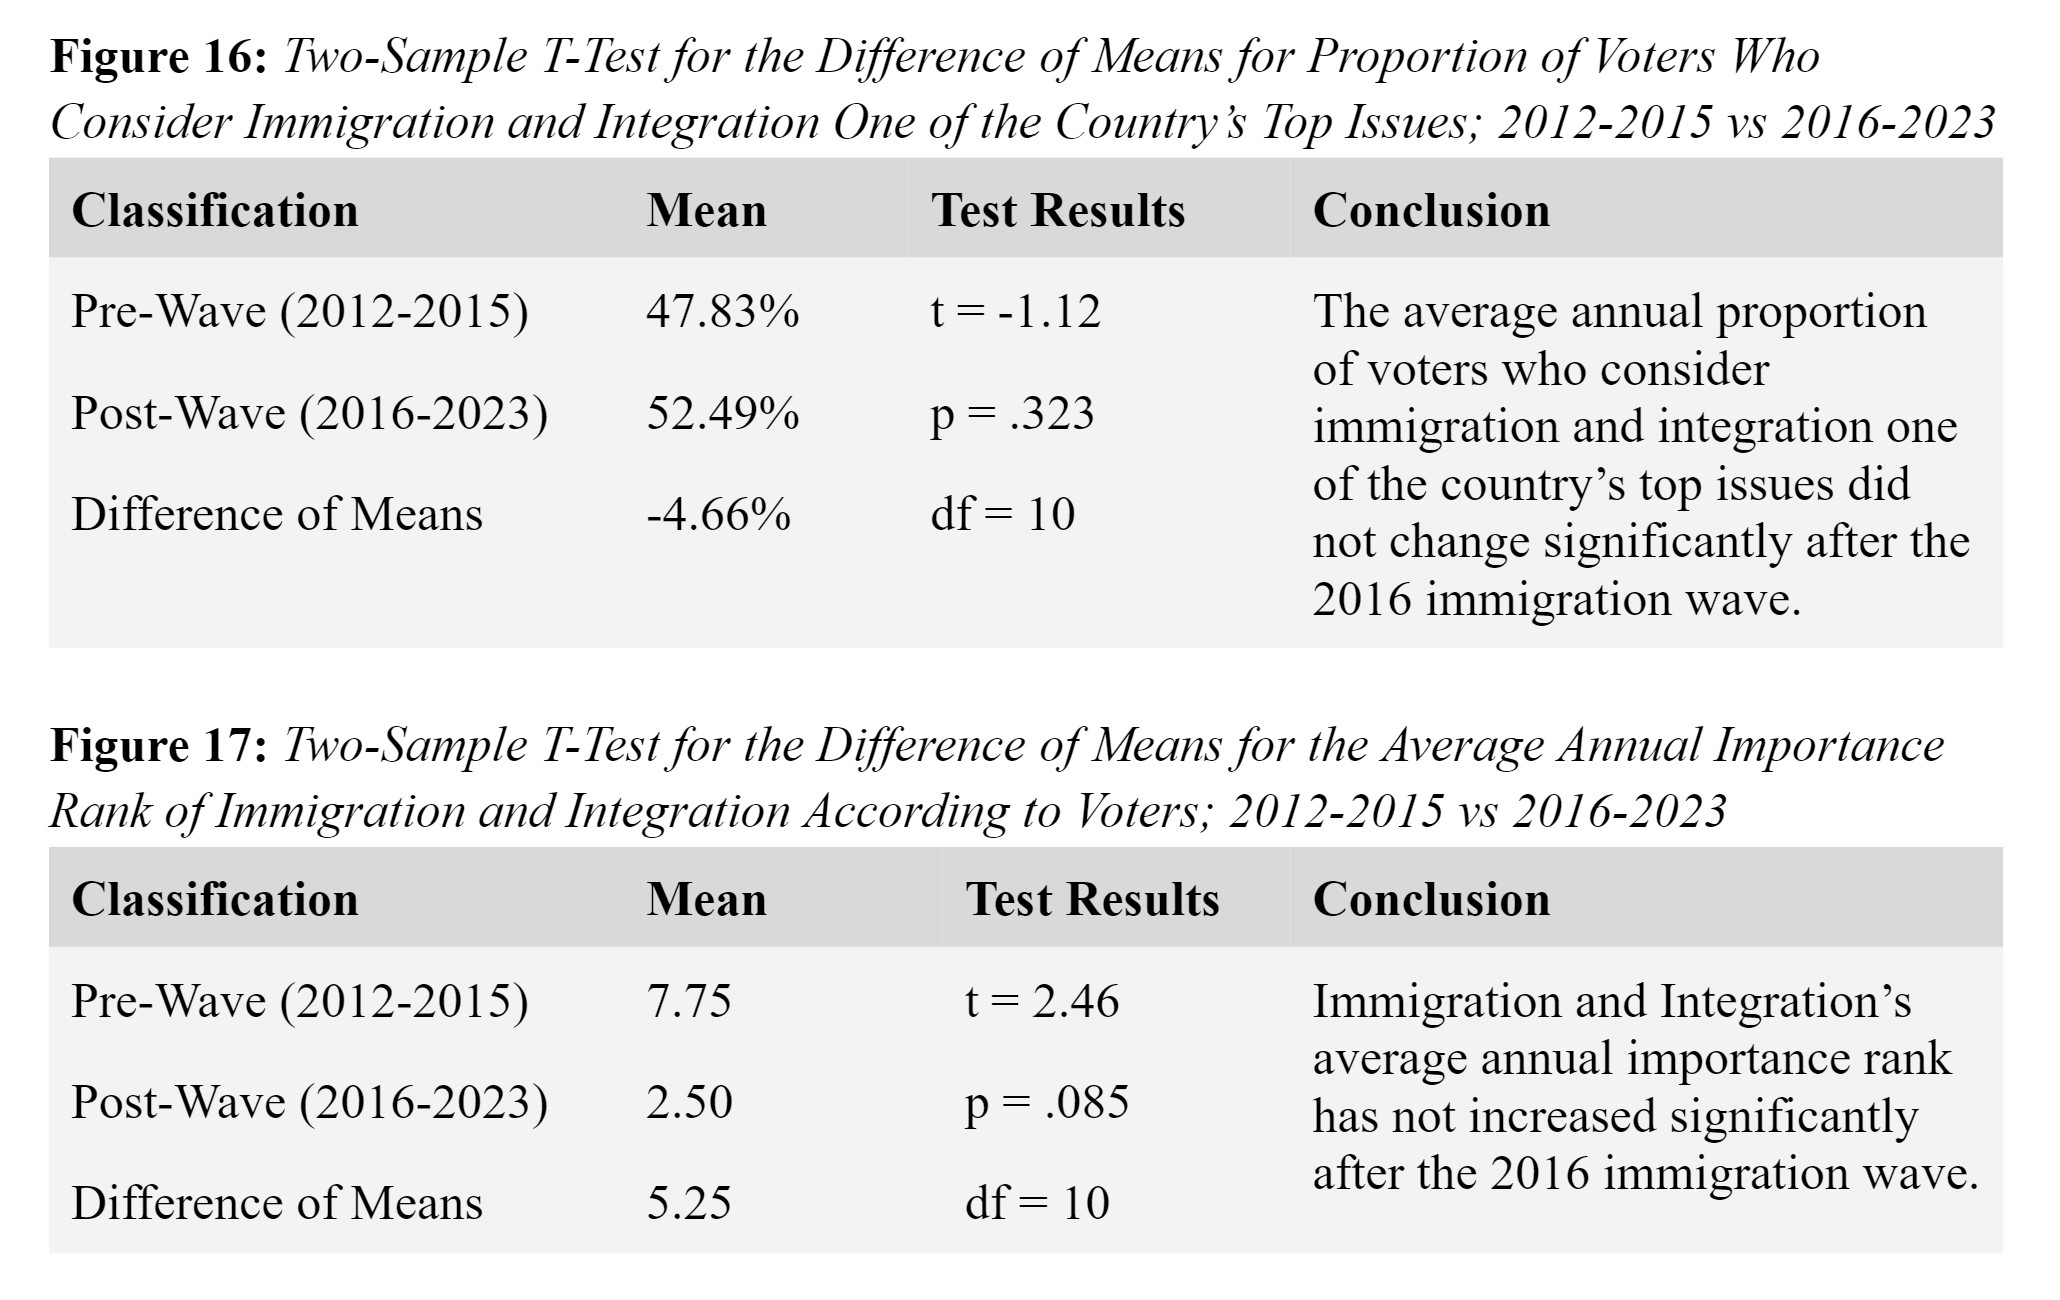 Figure 16: Two-Sample T-Test for the Difference of Means for Proportion of Voters Who
Consider Immigration and Integration One of the Country’s Top Issues; 2012-2015 vs 2016-2023
Classification Mean Test Results Conclusion
Pre-Wave (2012-2015) 47.83% t = -1.12
Post-Wave (2016-2023) 52.49% p = .323
Difference of Means -4.66% df = 10
The average annual proportion
of voters who consider
immigration and integration one
of the country’s top issues did
not change significantly after the
2016 immigration wave.
Figure 17: Two-Sample T-Test for the Difference of Means for the Average Annual Importance
Rank of Immigration and Integration According to Voters; 2012-2015 vs 2016-2023
Classification Mean Test Results Conclusion
Pre-Wave (2012-2015) 7.75 t = 2.46
Post-Wave (2016-2023) 2.50 p = .085
Difference of Means 5.25 df = 10
Immigration and Integration’s
average annual importance rank
has not increased significantly
after the 2016 immigration wave.